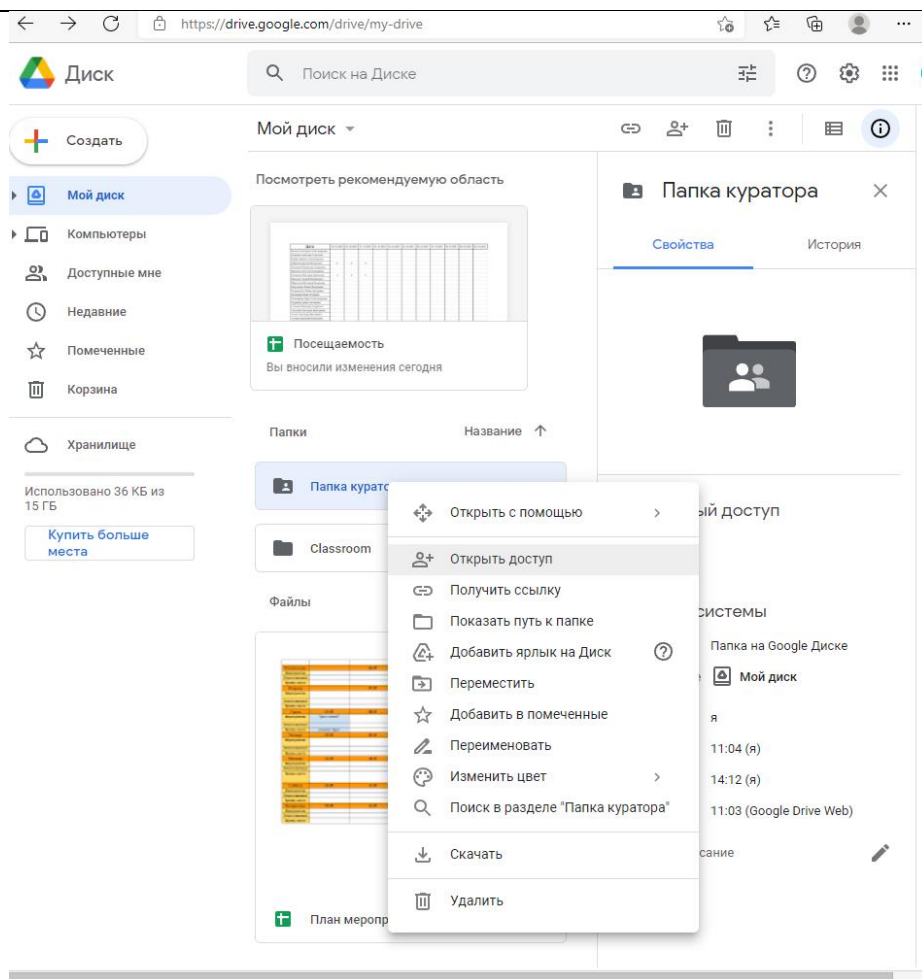 https://drive.google.com/drive/my-drive
Диск
Поиск на Диске
Создать
Мой диск
Компьютеры
Доступные мне
Недавние
Помеченные
Корзина
Хранилище
Использовано 36 КБ из
15 ГБ
Купить больше
места
Мой диск
Посмотреть рекомендуемую область
Посещаемость
Вы вносили изменения сегодня
Папки
Название
Папка курато
Classroom
Файлы
План меропр
Открыть с помощью
Открыть доступ
Получить ссылку
Показать путь к папке
Добавить ярлык на Диск
Переместить
Добавить в помеченные
Переименовать
Изменить цвет
Поиск в разделе "Папка куратора"
Скачать
Удалить
Папка куратора
Свойства
История
ый доступ
системы
Папка на Google Диске
Мой диск
я
11:04 (я)
14:12 (я)
11:03 (Google Drive Web)
сание